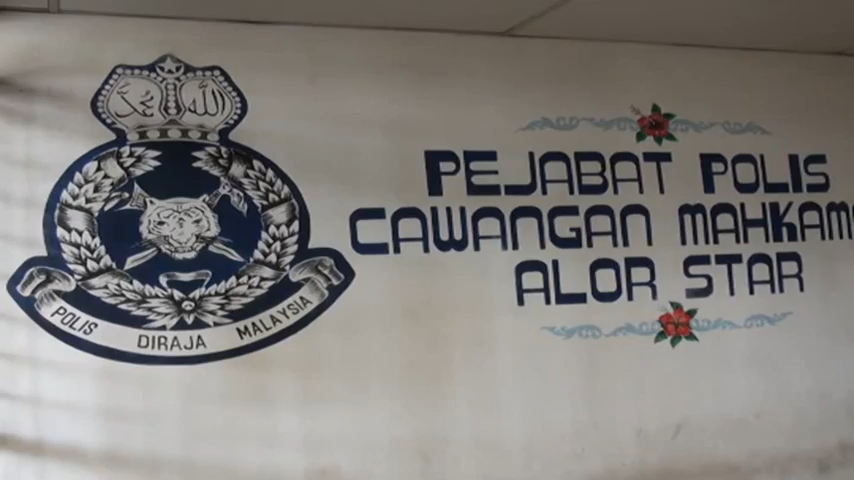 الله محمد
POLIS DIRAJA MALAYSIA
PEJABAT POLIS
CAWANGAN MAHKAM
ALOR STAR